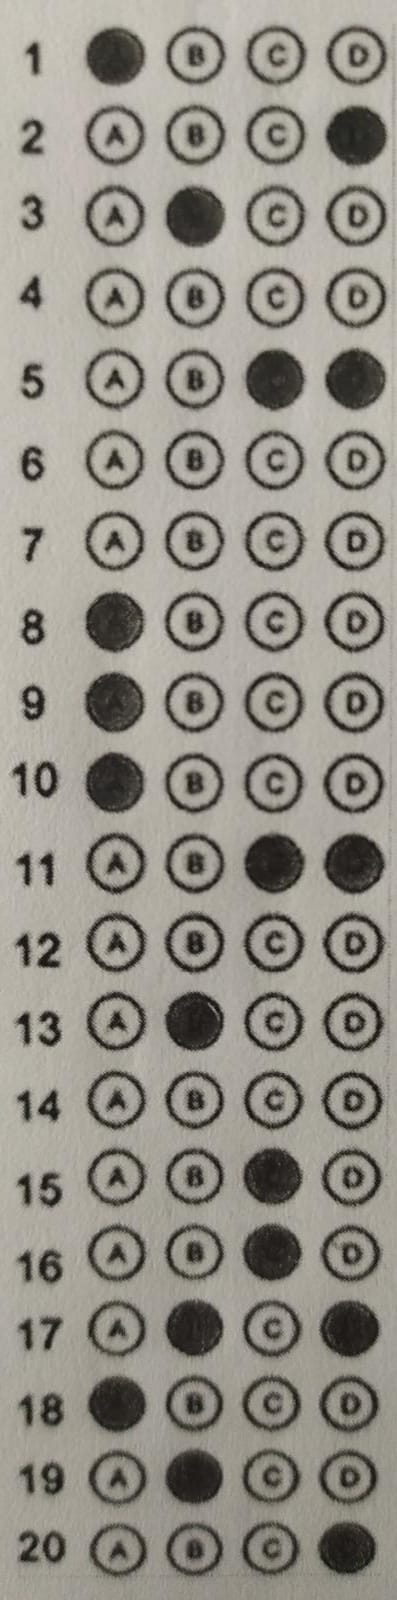 1 B C D
2 A B C
3 A C D
4 A B C D
5 A B
6 A B C D
7 A B C D
8 B C D
9 A B C D
10 B C D
11 A B
12 A B C D
13 A C D
14 A B C D
15 A B D
16 A B D
17 A C
18 B C D
19 A C D
20 A B C